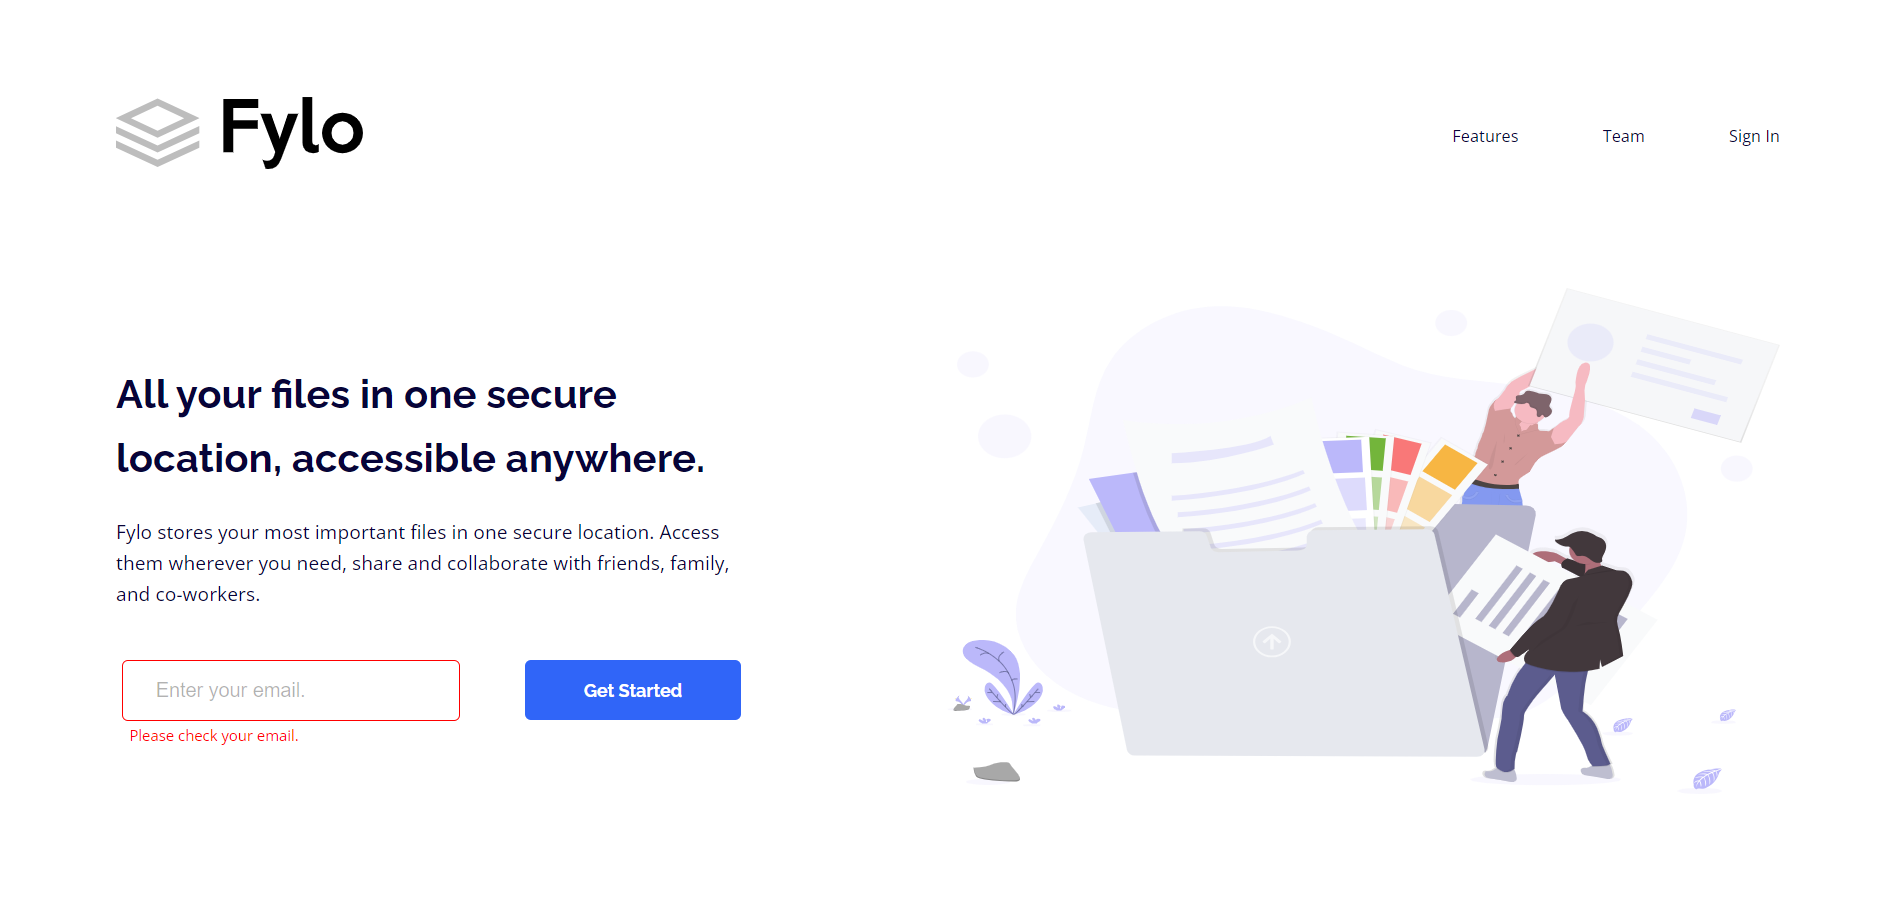 Fylo
Features
Team
Sign In
All your files in one secure
location, accessible anywhere.
Fylo stores your most important files in one secure location. Access
them wherever you need, share and collaborate with friends, family,
and co-workers.
Enter your email.
Get Started
Please check your email.